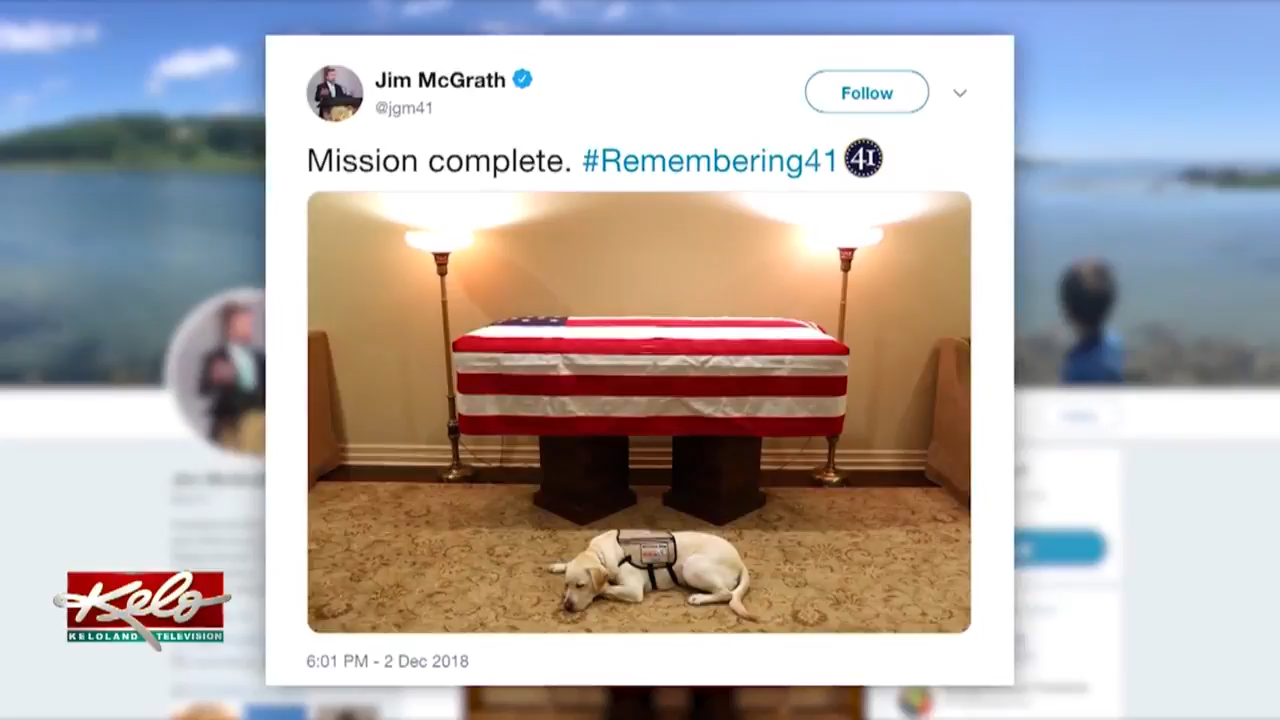 Jim McGrath
@jgm41
Follow
Mission complete. #Remembering41
41
6:01 PM - 2 Dec 2018
Kelo
KELOLAND TELEVISION